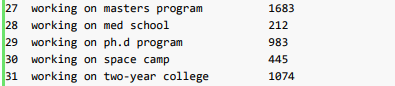 27 working on masters program 1683
28 working on med school 212
29 working on ph.d program 983
30 working on space camp 445
31 working on two-year college 1074